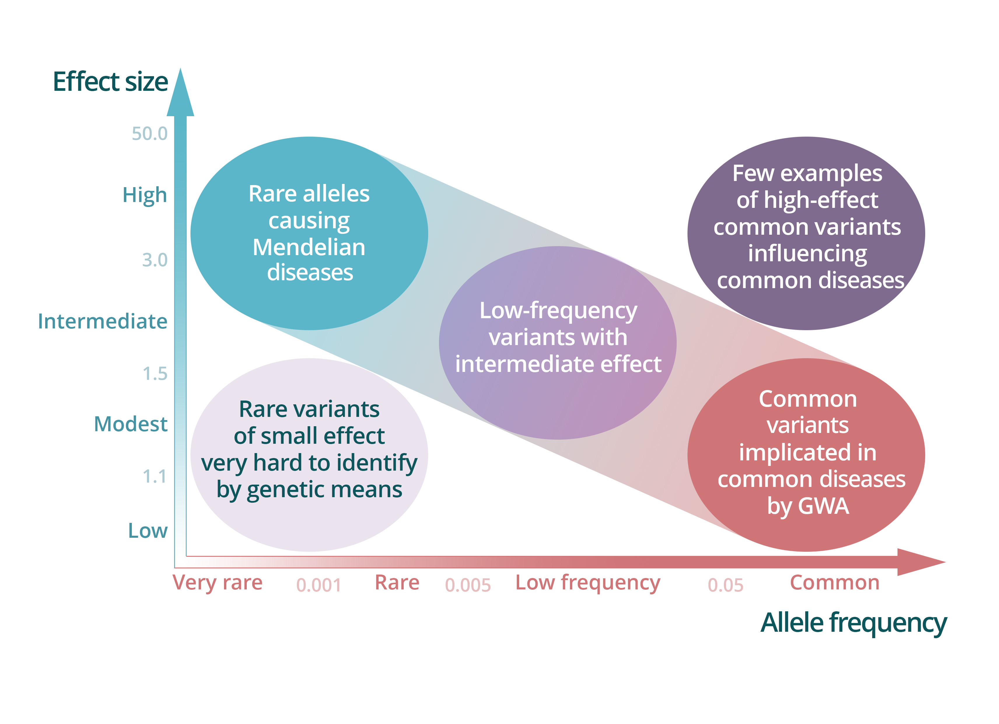 Effect size
50.0
High
3.0
Intermediate
1.5
Modest
1.1
Low
Rare alleles
causing
Mendelian
diseases
Few examples
of high-effect
common variants
influencing
common diseases
Low-frequency
variants with
intermediate effect
Rare variants
of small effect
very hard to identify
by genetic means
Common
variants
implicated in
common diseases
by GWA
Very rare 0.001 Rare 0.005 Low frequency 0.05 Common
Allele frequency